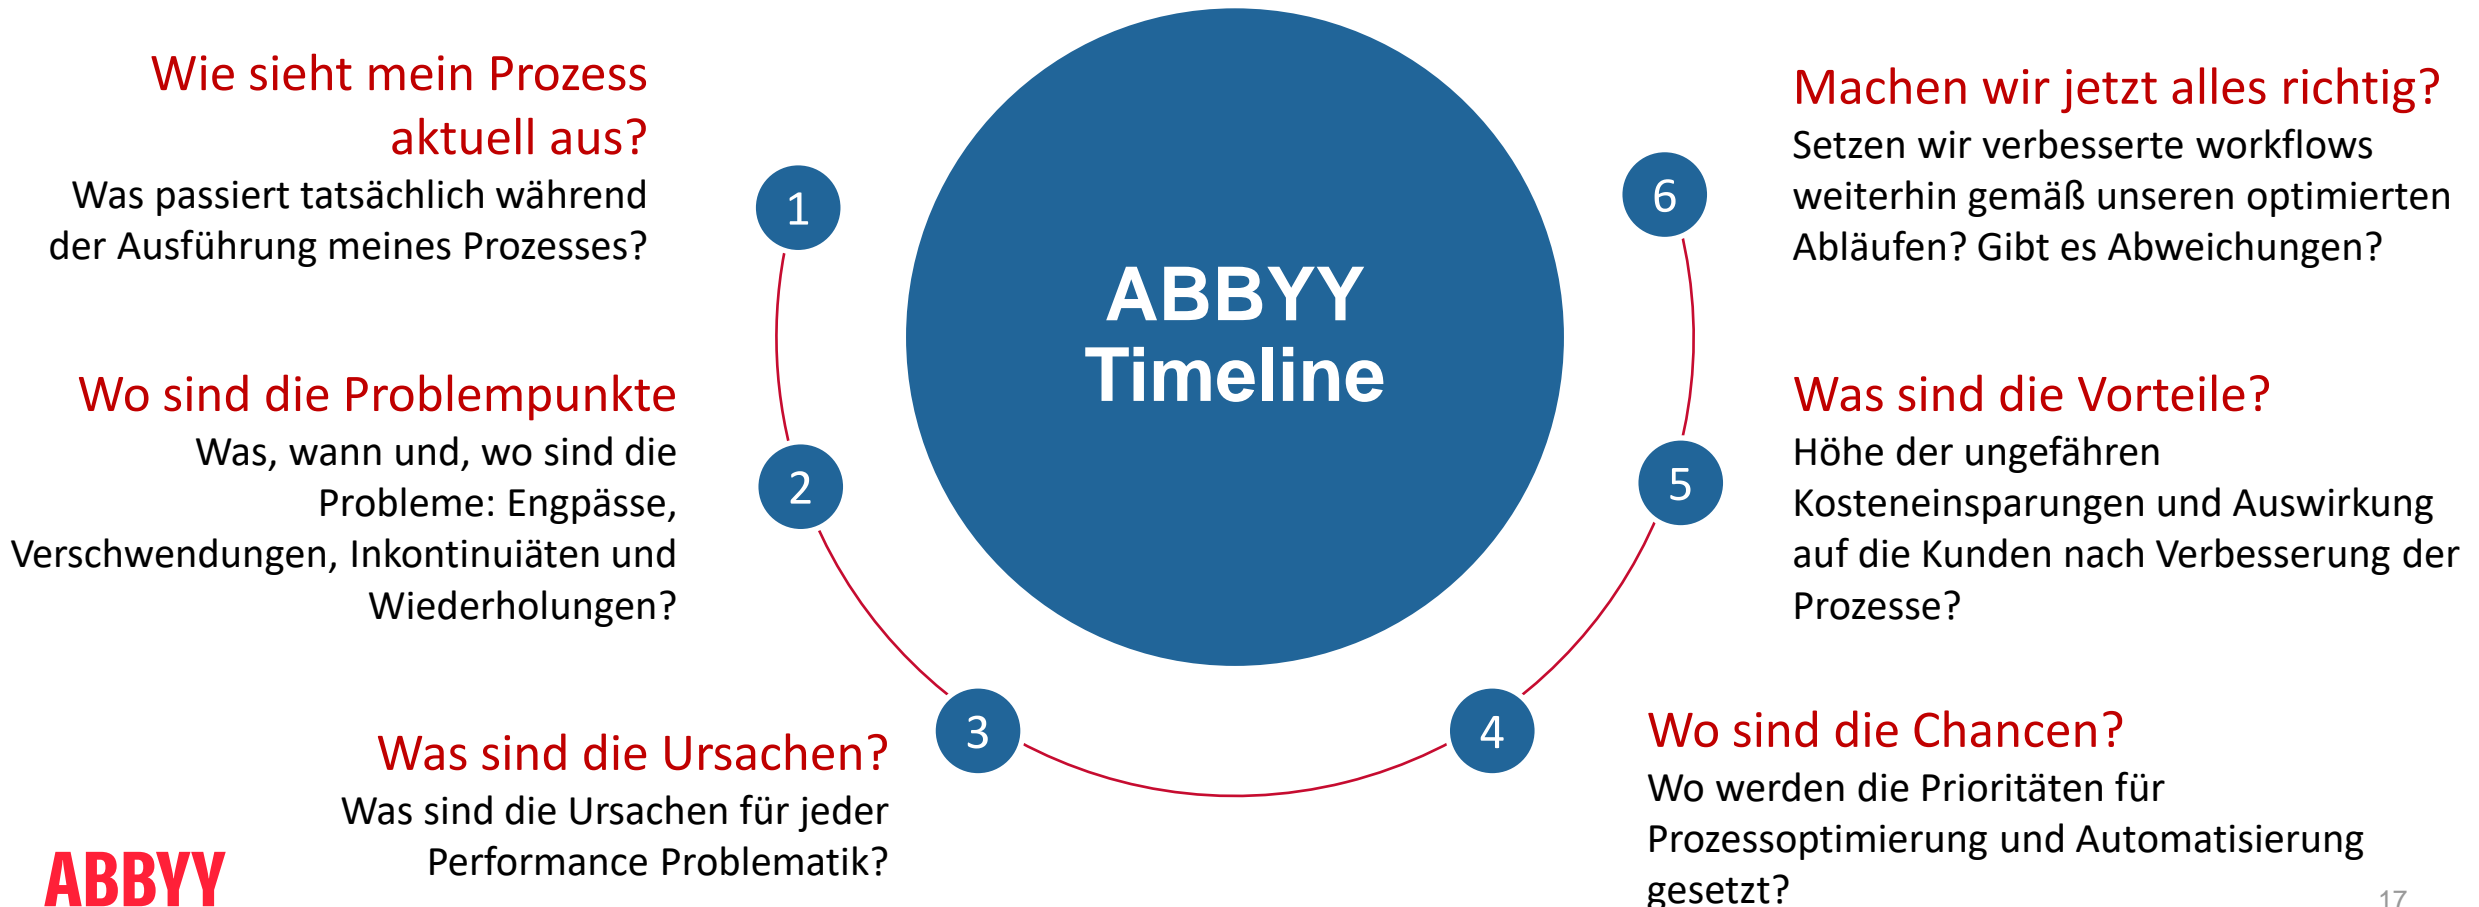 Wie sieht mein Prozess
aktuell aus?
Was passiert tatsächlich während
der Ausführung meines Prozesses?
1
Wo sind die Problempunkte
Was, wann und, wo sind die
Probleme: Engpässe,
Verschwendungen, Inkontinuiäten und
Wiederholungen?
2
Was sind die Ursachen?
Was sind die Ursachen für jeder
Performance Problematik?
3
ABBYY
Timeline
4
Wo sind die Chancen?
Wo werden die Prioritäten für
Prozessoptimierung und Automatisierung
gesetzt?
5
Was sind die Vorteile?
Höhe der ungefähren
Kosteneinsparungen und Auswirkung
auf die Kunden nach Verbesserung der
Prozesse?
6
Machen wir jetzt alles richtig?
Setzen wir verbesserte workflows
weiterhin gemäß unseren optimierten
Abläufen? Gibt es Abweichungen?
ABBYY
17